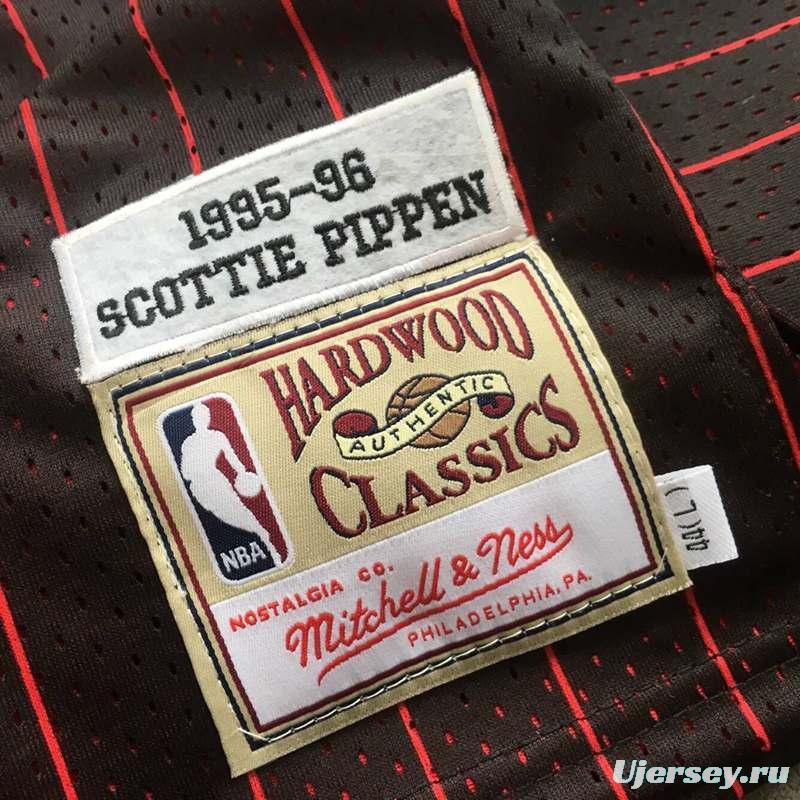 1995-96
SCOTTIE PIPPEN
HARDWOOD
AUTHENTIC
CLASSICS
NBA
NOSTALGIA CO.
Mitchell & Ness
PHILADELPHIA, PA.
44(L)
Ujersey.ru